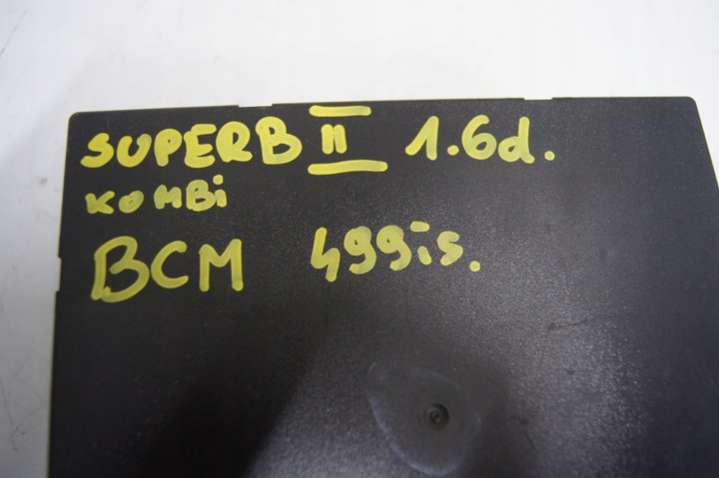 SUPERB II 1.6d.
KOMBi
BCM 499is.